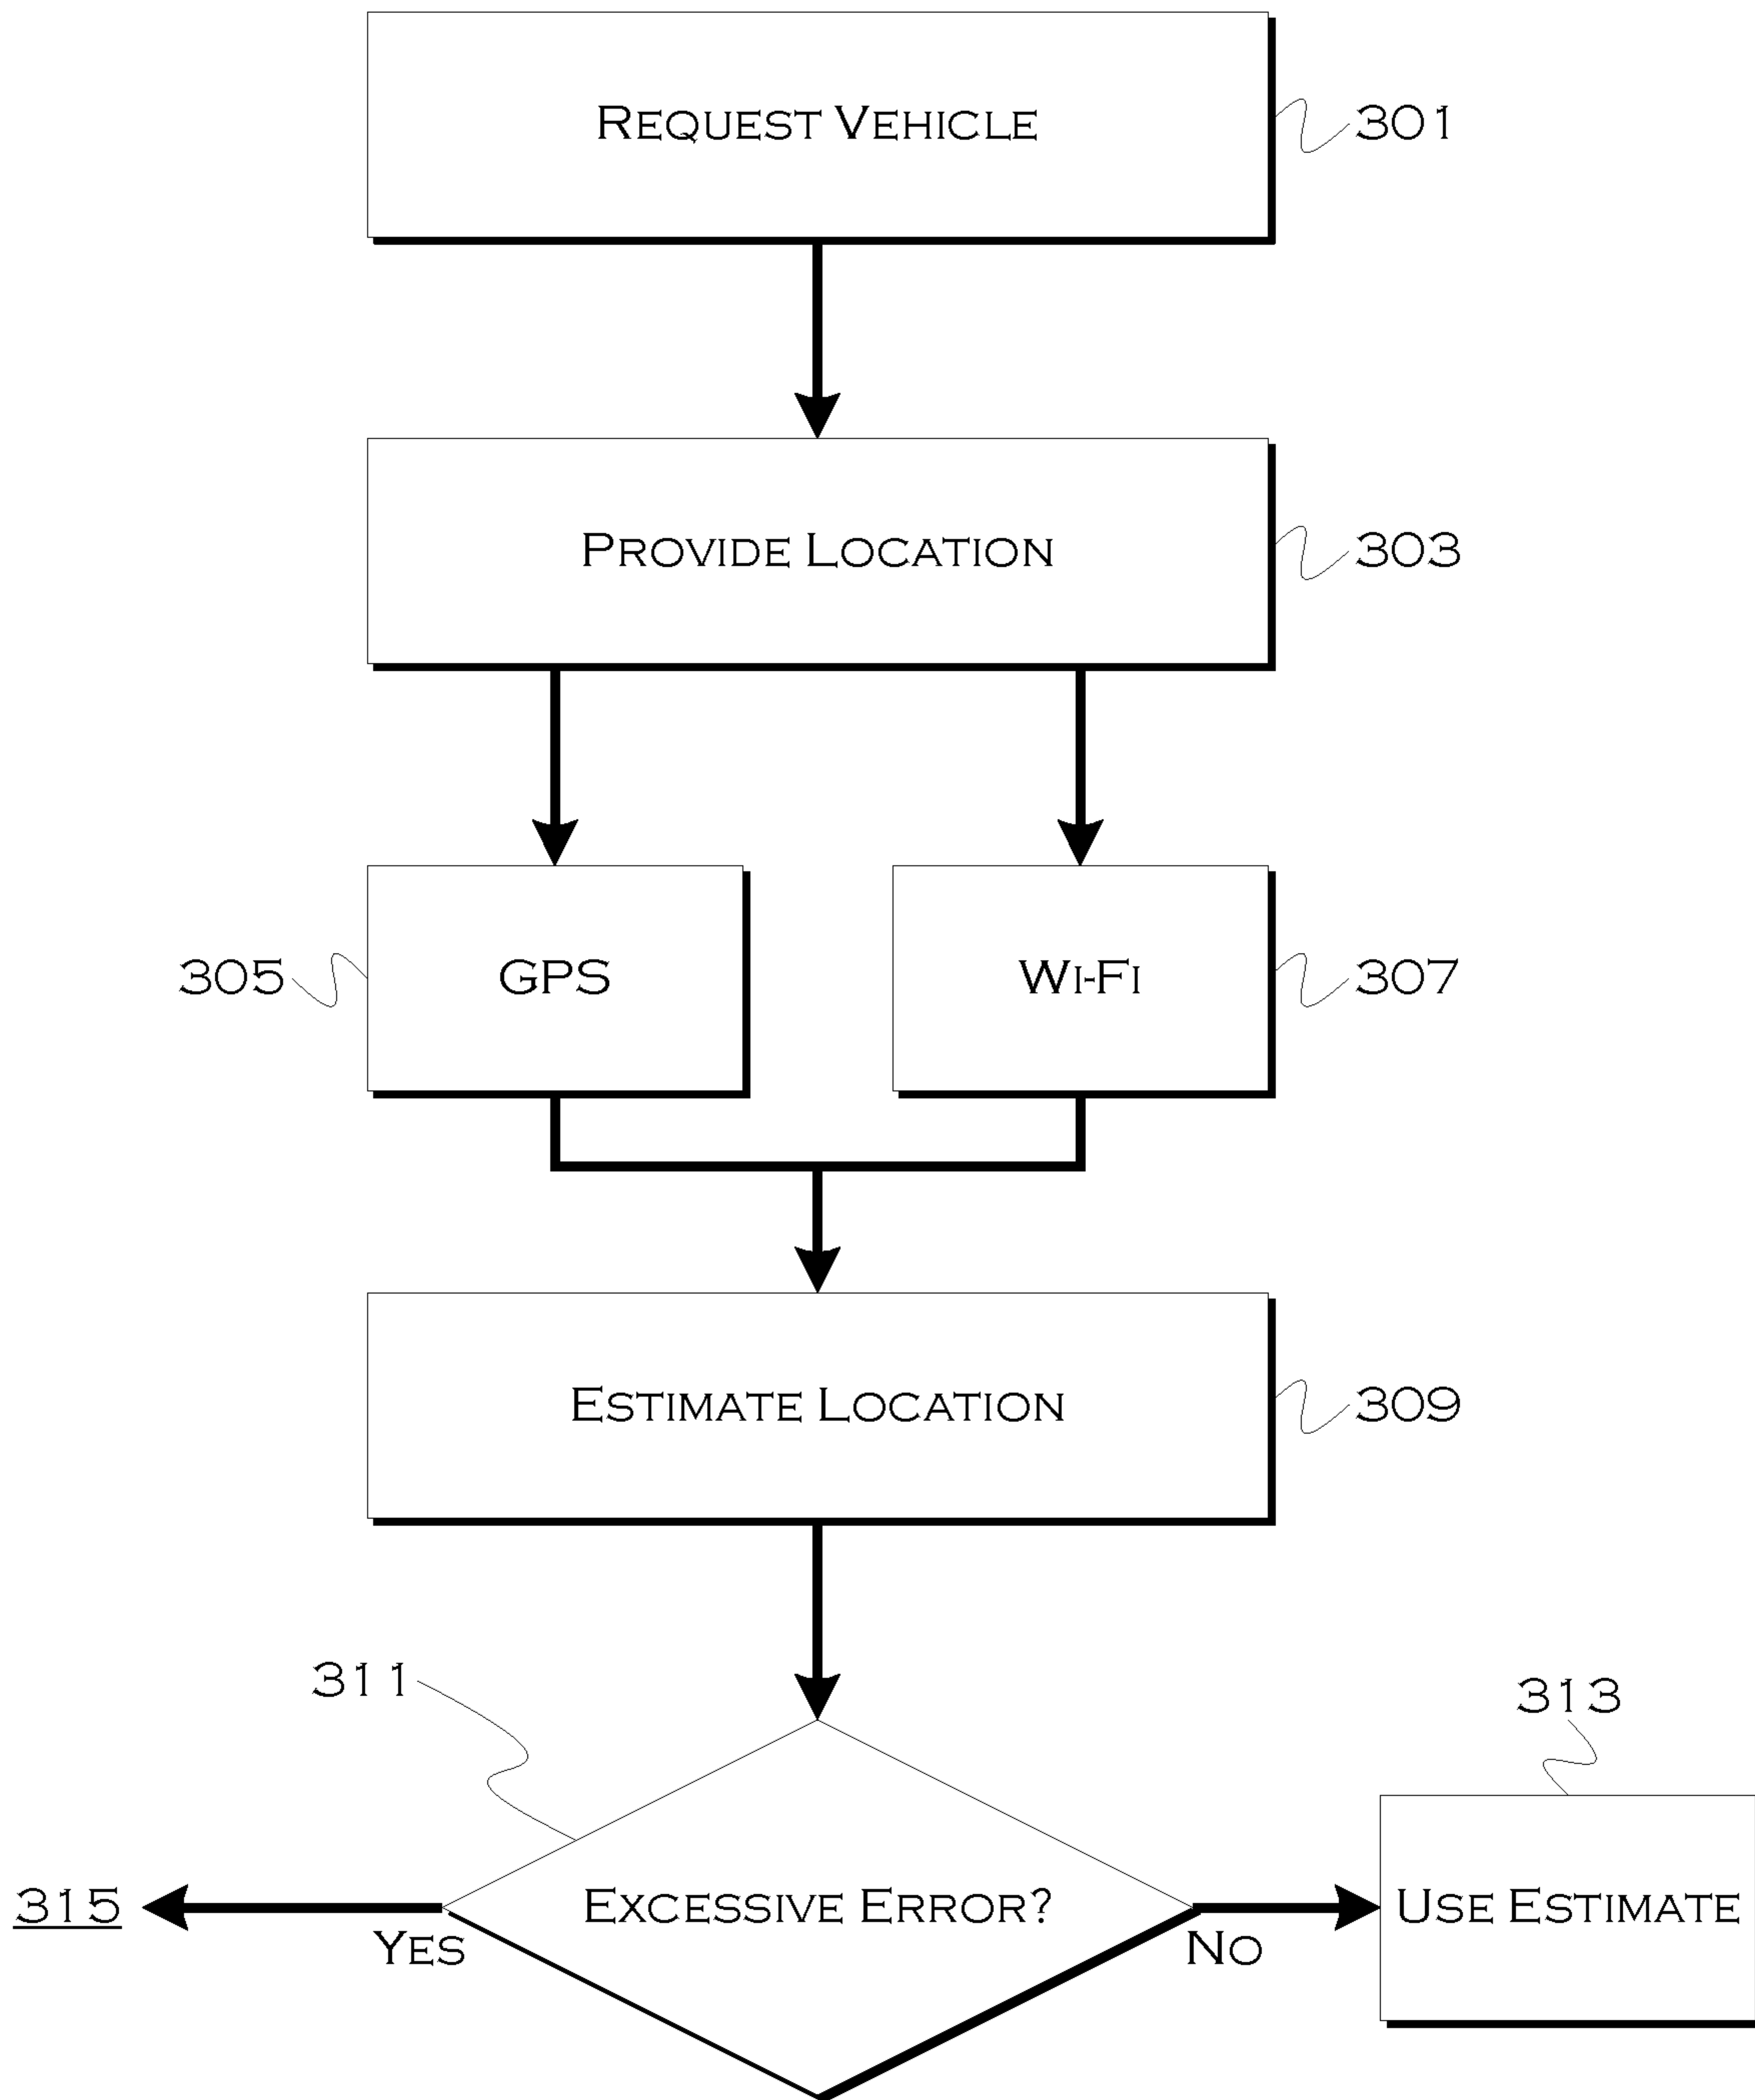 Request Vehicle
301
Provide Location
303
305
GPS
Wi-Fi
307
Estimate Location
309
311
313
315
Excessive Error?
Use Estimate
Yes
No